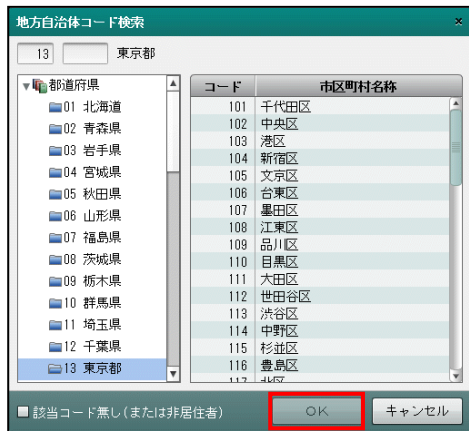 地方自治体コード検索 ×
13 東京都
都道府県
01 北海道
02 青森県
03 岩手県
04 宮城県
05 秋田県
06 山形県
07 福島県
08 茨城県
09 栃木県
10 群馬県
11 埼玉県
12 千葉県
13 東京都
コード 市区町村名称
101 千代田区
102 中央区
103 港区
104 新宿区
105 文京区
106 台東区
107 墨田区
108 江東区
109 品川区
110 目黒区
111 大田区
112 世田谷区
113 渋谷区
114 中野区
115 杉並区
116 豊島区
117 北区
該当コード無し(または非居住者)
OK
キャンセル